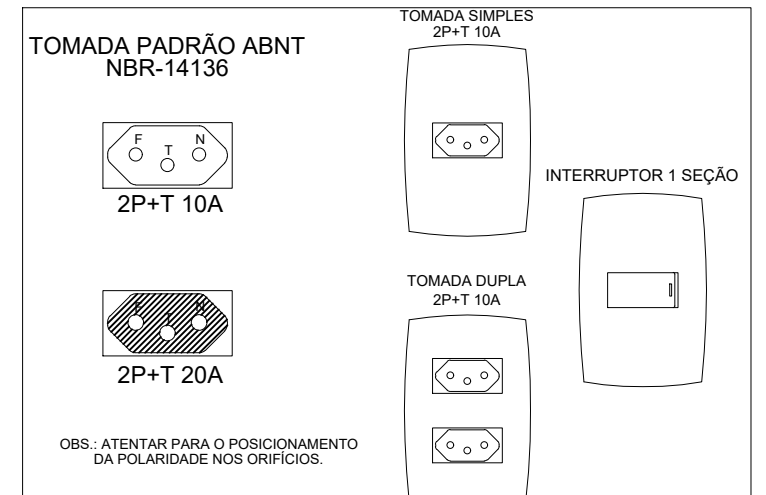 TOMADA PADRÃO ABNT
NBR-14136
F
T
N
2P+T 10A
F
T
N
2P+T 20A
OBS.: ATENTAR PARA O POSICIONAMENTO
DA POLARIDADE NOS ORIFÍCIOS.
TOMADA SIMPLES
2P+T 10A
TOMADA DUPLA
2P+T 10A
INTERRUPTOR 1 SEÇÃO